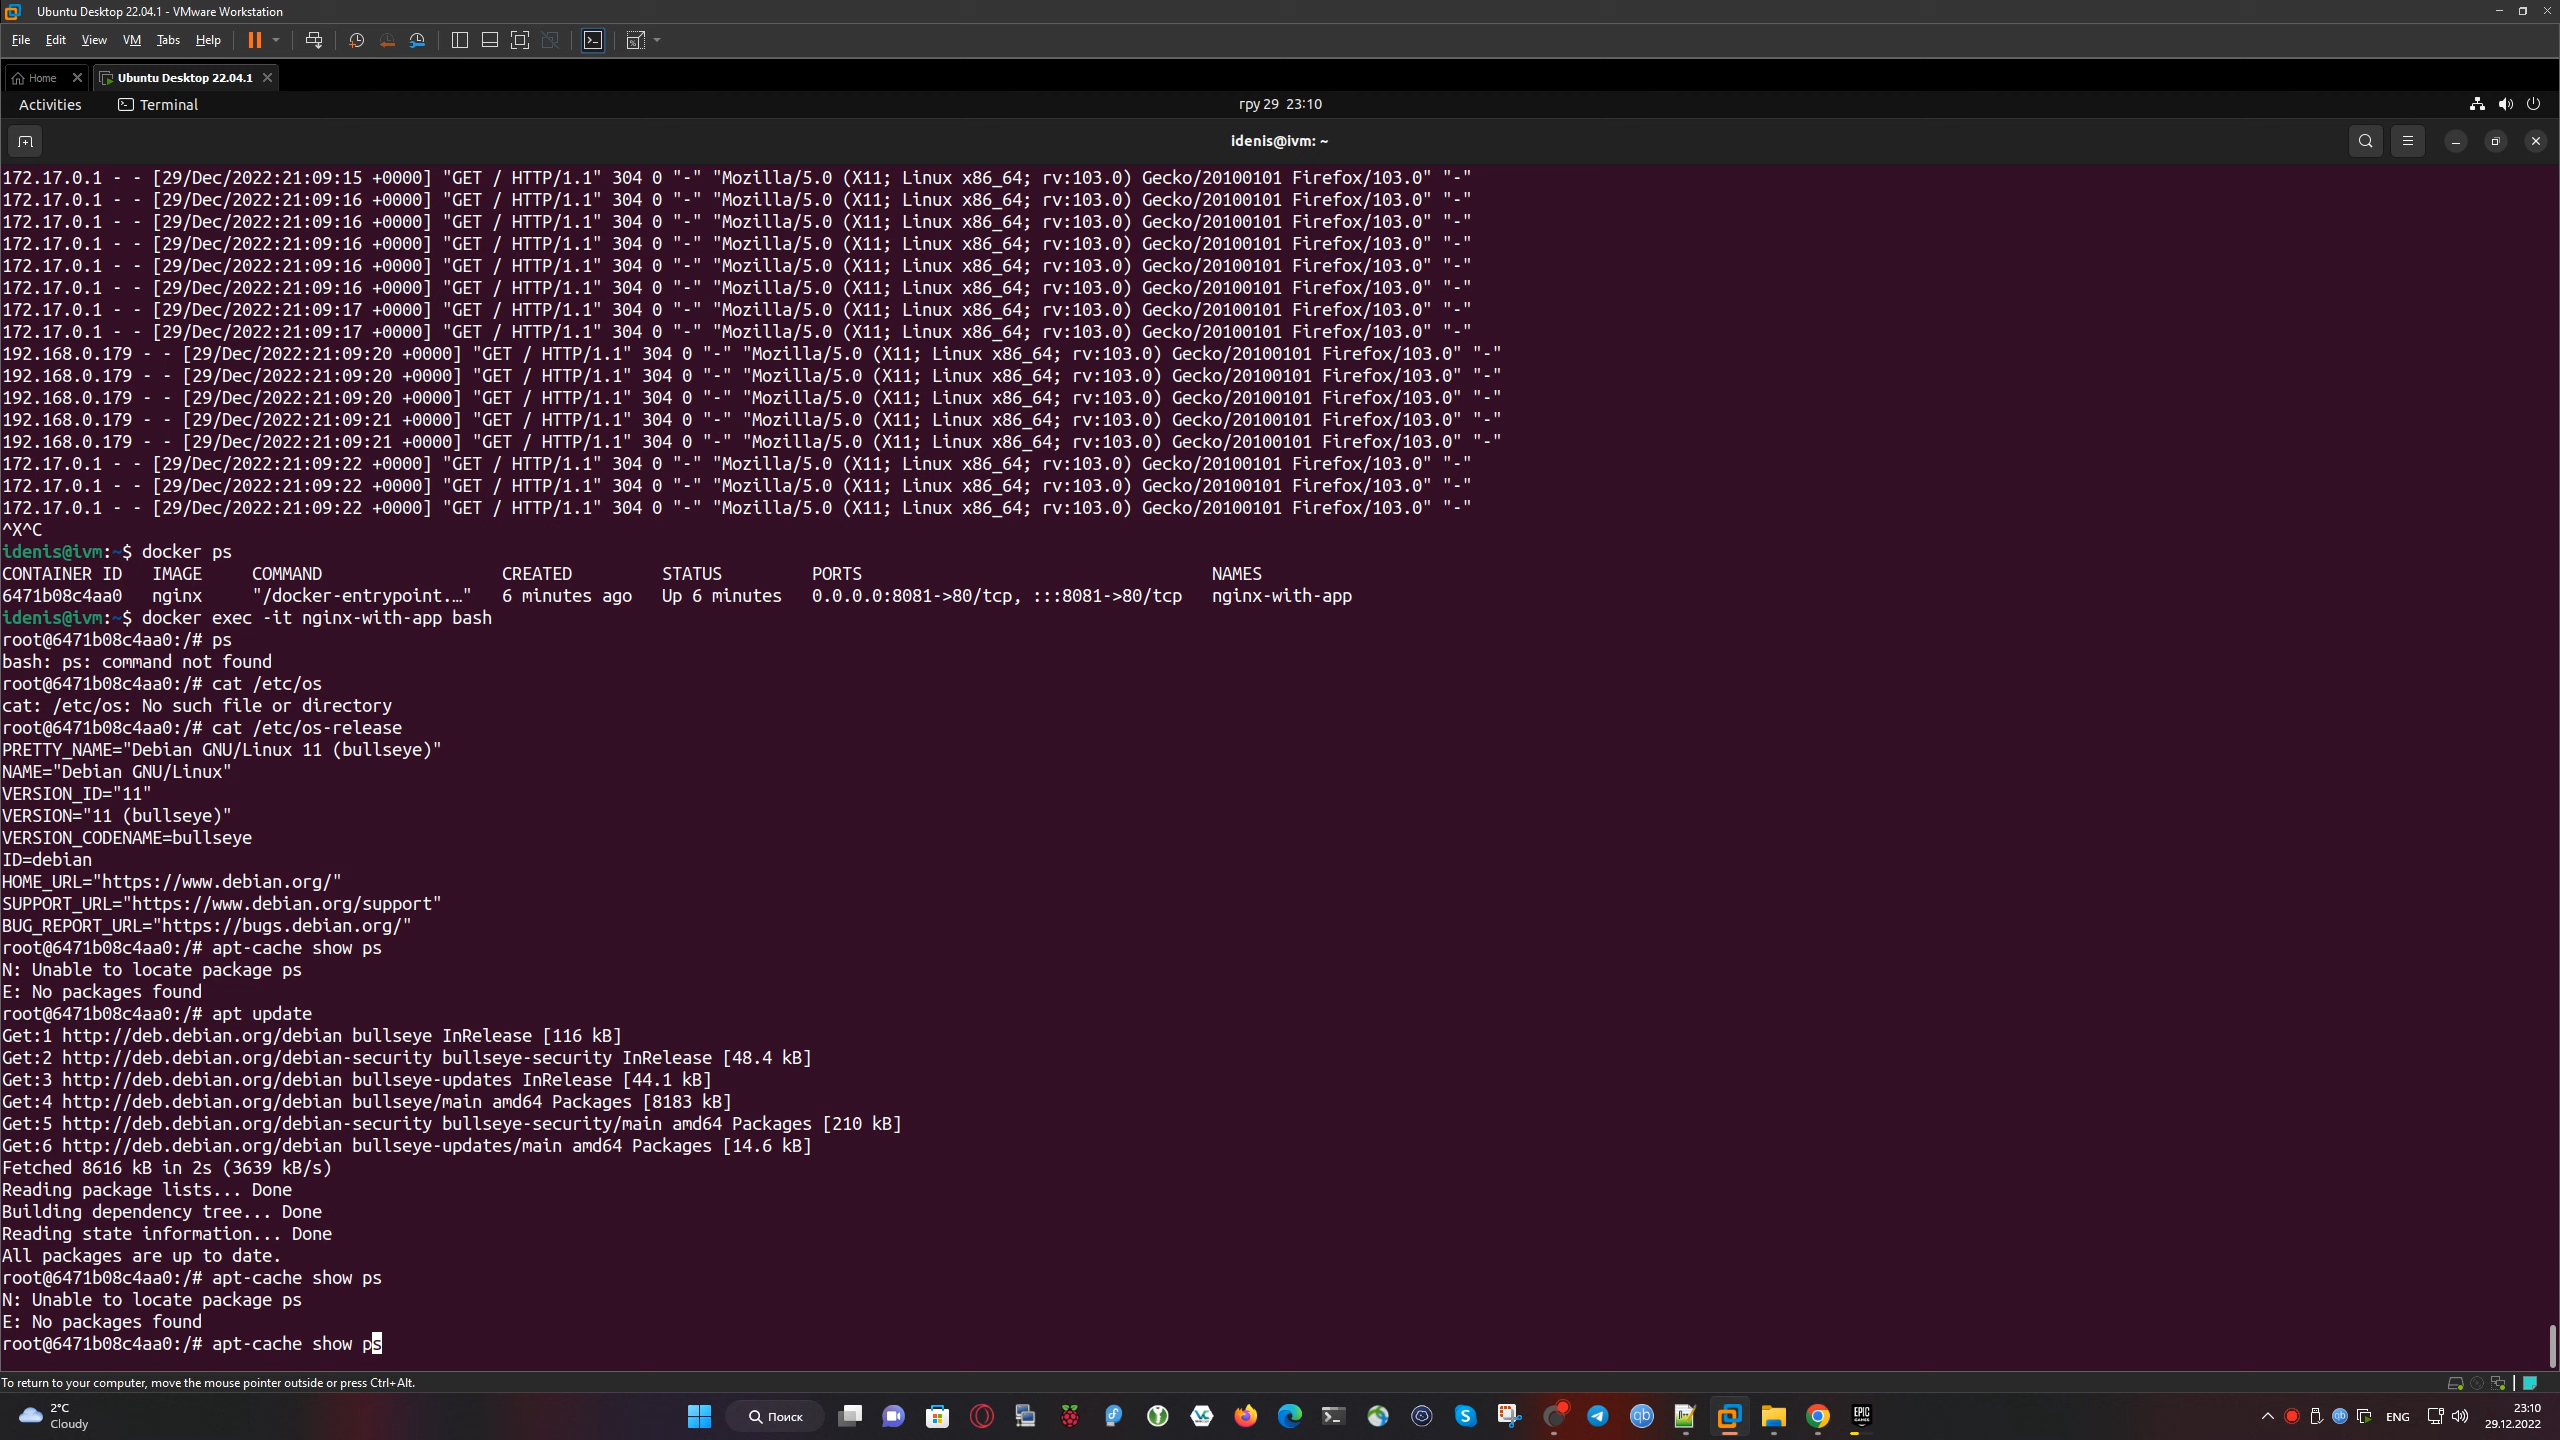 Ubuntu Desktop 22.04.1 - VMware Workstation
File Edit View VM Tabs Help
Home
Ubuntu Desktop 22.04.1
Activities Terminal гру 29 23:10
idenis@ivm: ~
172.17.0.1 - - [29/Dec/2022:21:09:15 +0000] "GET / HTTP/1.1" 304 0 "-" "Mozilla/5.0 (X11; Linux x86_64; rv:103.0) Gecko/20100101 Firefox/103.0" "-"
172.17.0.1 - - [29/Dec/2022:21:09:16 +0000] "GET / HTTP/1.1" 304 0 "-" "Mozilla/5.0 (X11; Linux x86_64; rv:103.0) Gecko/20100101 Firefox/103.0" "-"
172.17.0.1 - - [29/Dec/2022:21:09:16 +0000] "GET / HTTP/1.1" 304 0 "-" "Mozilla/5.0 (X11; Linux x86_64; rv:103.0) Gecko/20100101 Firefox/103.0" "-"
172.17.0.1 - - [29/Dec/2022:21:09:16 +0000] "GET / HTTP/1.1" 304 0 "-" "Mozilla/5.0 (X11; Linux x86_64; rv:103.0) Gecko/20100101 Firefox/103.0" "-"
172.17.0.1 - - [29/Dec/2022:21:09:16 +0000] "GET / HTTP/1.1" 304 0 "-" "Mozilla/5.0 (X11; Linux x86_64; rv:103.0) Gecko/20100101 Firefox/103.0" "-"
172.17.0.1 - - [29/Dec/2022:21:09:16 +0000] "GET / HTTP/1.1" 304 0 "-" "Mozilla/5.0 (X11; Linux x86_64; rv:103.0) Gecko/20100101 Firefox/103.0" "-"
172.17.0.1 - - [29/Dec/2022:21:09:17 +0000] "GET / HTTP/1.1" 304 0 "-" "Mozilla/5.0 (X11; Linux x86_64; rv:103.0) Gecko/20100101 Firefox/103.0" "-"
172.17.0.1 - - [29/Dec/2022:21:09:17 +0000] "GET / HTTP/1.1" 304 0 "-" "Mozilla/5.0 (X11; Linux x86_64; rv:103.0) Gecko/20100101 Firefox/103.0" "-"
192.168.0.179 - - [29/Dec/2022:21:09:20 +0000] "GET / HTTP/1.1" 304 0 "-" "Mozilla/5.0 (X11; Linux x86_64; rv:103.0) Gecko/20100101 Firefox/103.0" "-"
192.168.0.179 - - [29/Dec/2022:21:09:20 +0000] "GET / HTTP/1.1" 304 0 "-" "Mozilla/5.0 (X11; Linux x86_64; rv:103.0) Gecko/20100101 Firefox/103.0" "-"
192.168.0.179 - - [29/Dec/2022:21:09:20 +0000] "GET / HTTP/1.1" 304 0 "-" "Mozilla/5.0 (X11; Linux x86_64; rv:103.0) Gecko/20100101 Firefox/103.0" "-"
192.168.0.179 - - [29/Dec/2022:21:09:21 +0000] "GET / HTTP/1.1" 304 0 "-" "Mozilla/5.0 (X11; Linux x86_64; rv:103.0) Gecko/20100101 Firefox/103.0" "-"
192.168.0.179 - - [29/Dec/2022:21:09:21 +0000] "GET / HTTP/1.1" 304 0 "-" "Mozilla/5.0 (X11; Linux x86_64; rv:103.0) Gecko/20100101 Firefox/103.0" "-"
172.17.0.1 - - [29/Dec/2022:21:09:22 +0000] "GET / HTTP/1.1" 304 0 "-" "Mozilla/5.0 (X11; Linux x86_64; rv:103.0) Gecko/20100101 Firefox/103.0" "-"
172.17.0.1 - - [29/Dec/2022:21:09:22 +0000] "GET / HTTP/1.1" 304 0 "-" "Mozilla/5.0 (X11; Linux x86_64; rv:103.0) Gecko/20100101 Firefox/103.0" "-"
172.17.0.1 - - [29/Dec/2022:21:09:22 +0000] "GET / HTTP/1.1" 304 0 "-" "Mozilla/5.0 (X11; Linux x86_64; rv:103.0) Gecko/20100101 Firefox/103.0" "-"
^X^C
idenis@ivm:~$ docker ps
CONTAINER ID   IMAGE     COMMAND                  CREATED         STATUS         PORTS                                   NAMES
6471b08c4aa0   nginx     "/docker-entrypoint.…"   6 minutes ago   Up 6 minutes   0.0.0.0:8081->80/tcp, :::8081->80/tcp   nginx-with-app
idenis@ivm:~$ docker exec -it nginx-with-app bash
root@6471b08c4aa0:/# ps
bash: ps: command not found
root@6471b08c4aa0:/# cat /etc/os
cat: /etc/os: No such file or directory
root@6471b08c4aa0:/# cat /etc/os-release
PRETTY_NAME="Debian GNU/Linux 11 (bullseye)"
NAME="Debian GNU/Linux"
VERSION_ID="11"
VERSION="11 (bullseye)"
VERSION_CODENAME=bullseye
ID=debian
HOME_URL="https://www.debian.org/"
SUPPORT_URL="https://www.debian.org/support"
BUG_REPORT_URL="https://bugs.debian.org/"
root@6471b08c4aa0:/# apt-cache show ps
N: Unable to locate package ps
E: No packages found
root@6471b08c4aa0:/# apt update
Get:1 http://deb.debian.org/debian bullseye InRelease [116 kB]
Get:2 http://deb.debian.org/debian-security bullseye-security InRelease [48.4 kB]
Get:3 http://deb.debian.org/debian bullseye-updates InRelease [44.1 kB]
Get:4 http://deb.debian.org/debian bullseye/main amd64 Packages [8183 kB]
Get:5 http://deb.debian.org/debian-security bullseye-security/main amd64 Packages [210 kB]
Get:6 http://deb.debian.org/debian bullseye-updates/main amd64 Packages [14.6 kB]
Fetched 8616 kB in 2s (3639 kB/s)
Reading package lists... Done
Building dependency tree... Done
Reading state information... Done
All packages are up to date.
root@6471b08c4aa0:/# apt-cache show ps
N: Unable to locate package ps
E: No packages found
root@6471b08c4aa0:/# apt-cache show ps
To return to your computer, move the mouse pointer outside or press Ctrl+Alt.
2°C
Cloudy
Поиск
qb
EPIC GAMES
ENG
23:10
29.12.2022